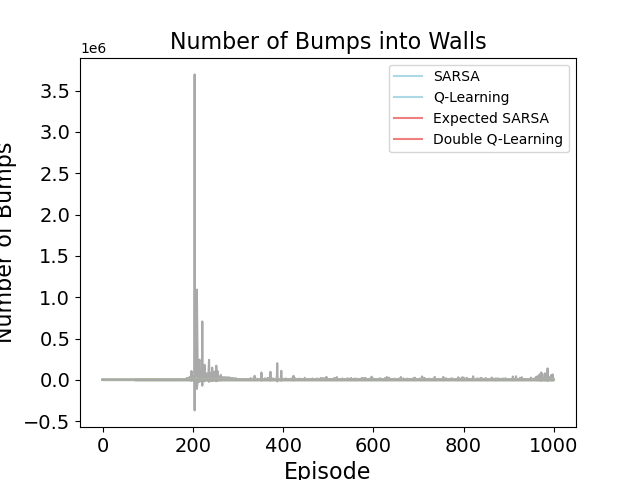 Number of Bumps into Walls
1e6
SARSA
Q-Learning
Expected SARSA
Double Q-Learning
3.5
3.0
2.5
2.0
1.5
1.0
0.5
0.0
−0.5
Number of Bumps
0 200 400 600 800 1000
Episode